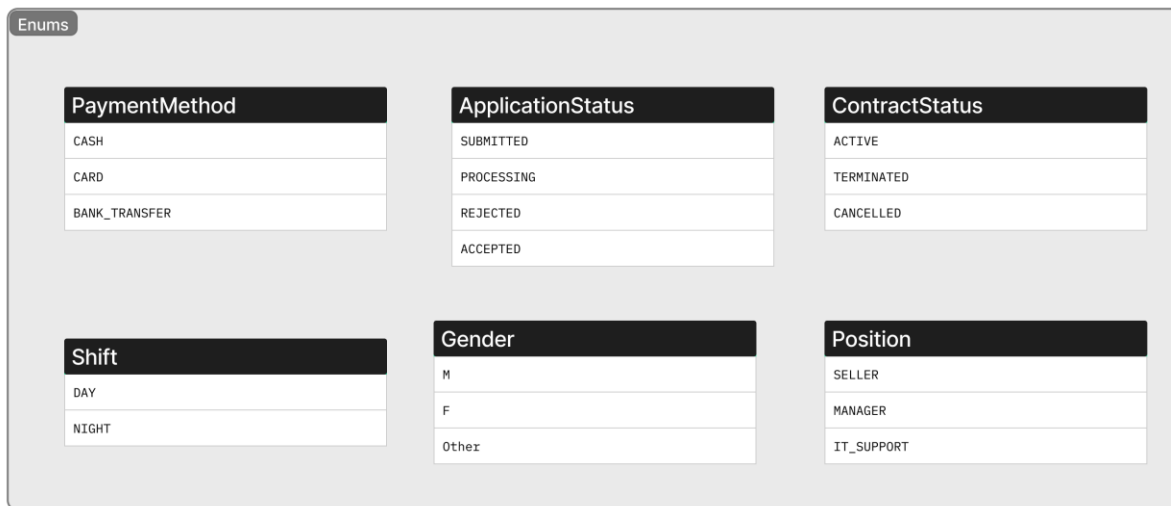 Enums
PaymentMethod
CASH
CARD
BANK_TRANSFER
ApplicationStatus
SUBMITTED
PROCESSING
REJECTED
ACCEPTED
ContractStatus
ACTIVE
TERMINATED
CANCELLED
Shift
DAY
NIGHT
Gender
M
F
Other
Position
SELLER
MANAGER
IT_SUPPORT